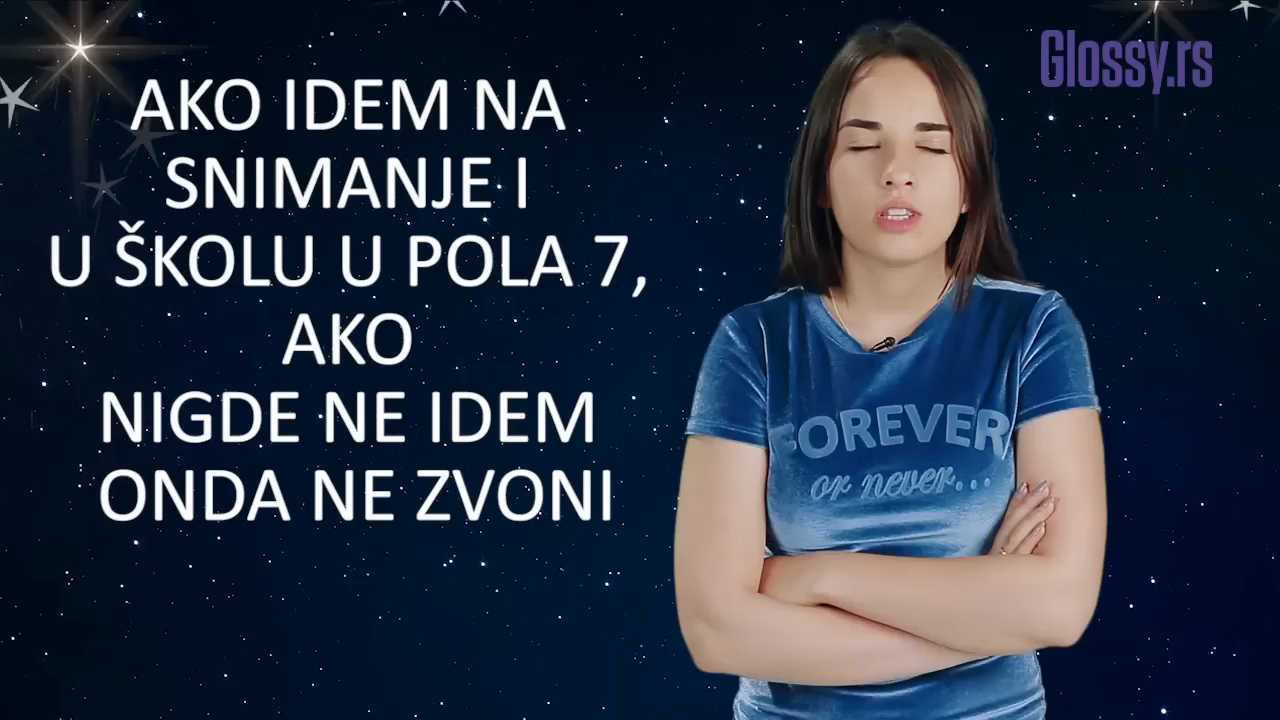 Glossy.rs
AKO IDEM NA
SNIMANJE I
U ŠKOLU U POLA 7,
AKO
NIGDE NE IDEM
ONDA NE ZVONI
FOREVER
or never...